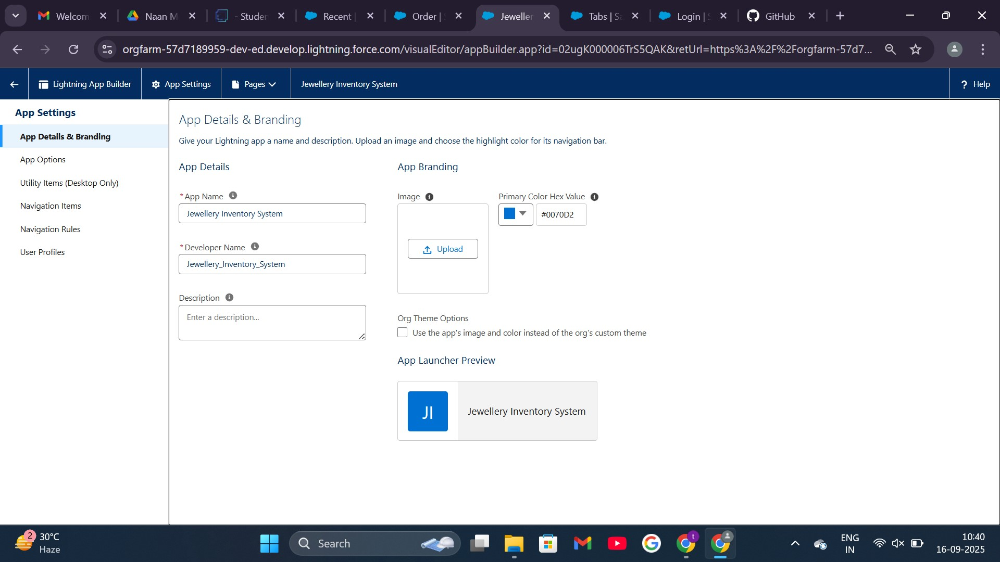 Welcom
Naan M
- Studer
Recent |
Order |
Jeweller
Tabs | Sa
Login |
GitHub
orgfarm-57d7189959-dev-ed.develop.lightning.force.com/visualEditor/appBuilder.app?id=02ugK000006TrS5QAK&retUrl=https%3A%2F%2Forgfarm-57d7...
Lightning App Builder
App Settings
Pages
Jewellery Inventory System
? Help
App Settings
App Details & Branding
App Options
Utility Items (Desktop Only)
Navigation Items
Navigation Rules
User Profiles
App Details & Branding
Give your Lightning app a name and description. Upload an image and choose the highlight color for its navigation bar.
App Details
*App Name
Jewellery Inventory System
*Developer Name
Jewellery_Inventory_System
Description
Enter a description...
App Branding
Image
Upload
Primary Color Hex Value
#0070D2
Org Theme Options
Use the app's image and color instead of the org's custom theme
App Launcher Preview
JI
Jewellery Inventory System
2
30°C
Haze
Search
t
ENG
IN
10:40
16-09-2025